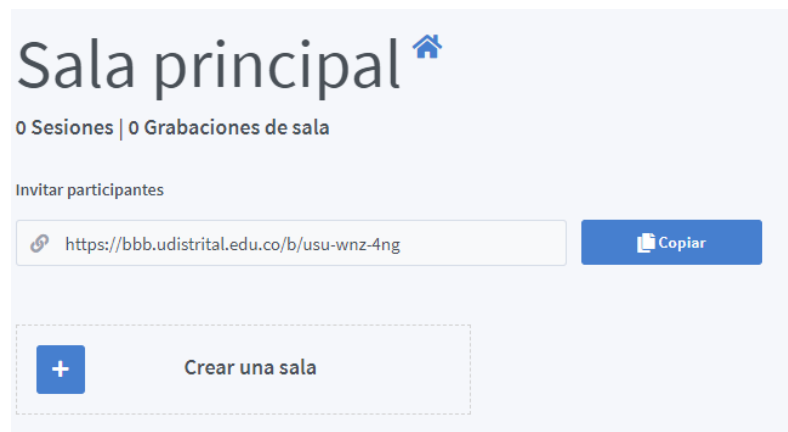 Sala principal
0 Sesiones | 0 Grabaciones de sala
Invitar participantes
https://bbb.udistrital.edu.co/b/usu-wnz-4ng
Copiar
+ Crear una sala